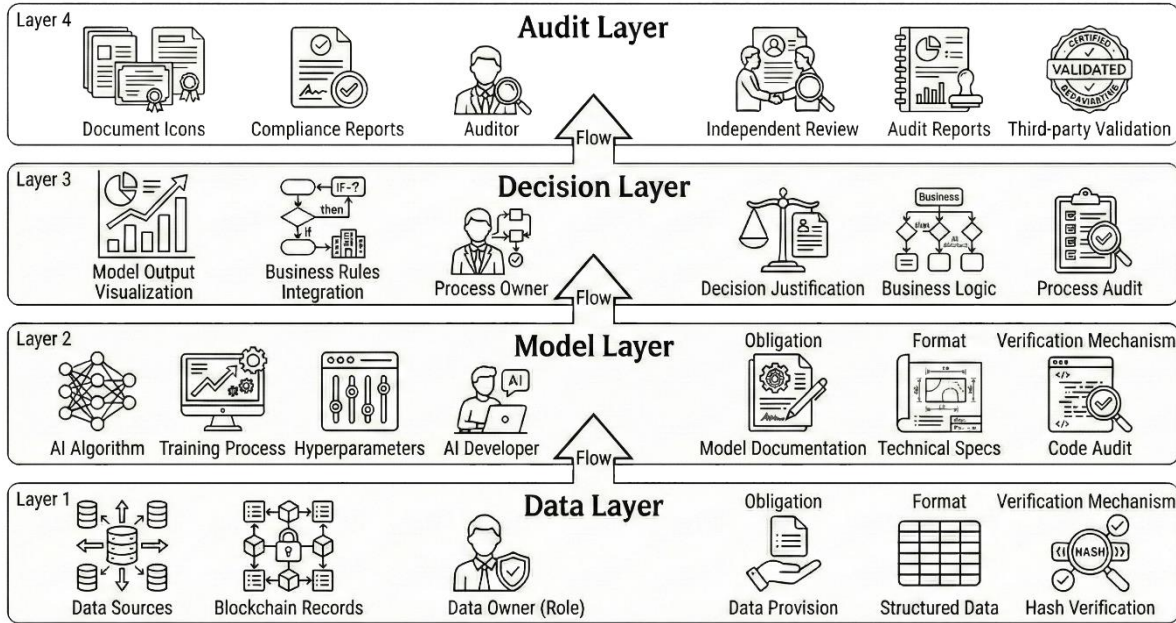 Layer 4
Audit Layer
CERTIFIED
VALIDATED
Document Icons
Compliance Reports
Auditor
Independent Review
Audit Reports
Third-party Validation
Flow
Layer 3
Decision Layer
IF-?
then
if
Business
Model Output
Visualization
Business Rules
Integration
Process Owner
Decision Justification
Business Logic
Process Audit
Flow
Layer 2
Model Layer
Obligation
Format
Verification Mechanism
AI
</>
</>
AI Algorithm
Training Process
Hyperparameters
AI Developer
Model Documentation
Technical Specs
Code Audit
Flow
Layer 1
Data Layer
Obligation
Format
Verification Mechanism
HASH
Data Sources
Blockchain Records
Data Owner (Role)
Data Provision
Structured Data
Hash Verification